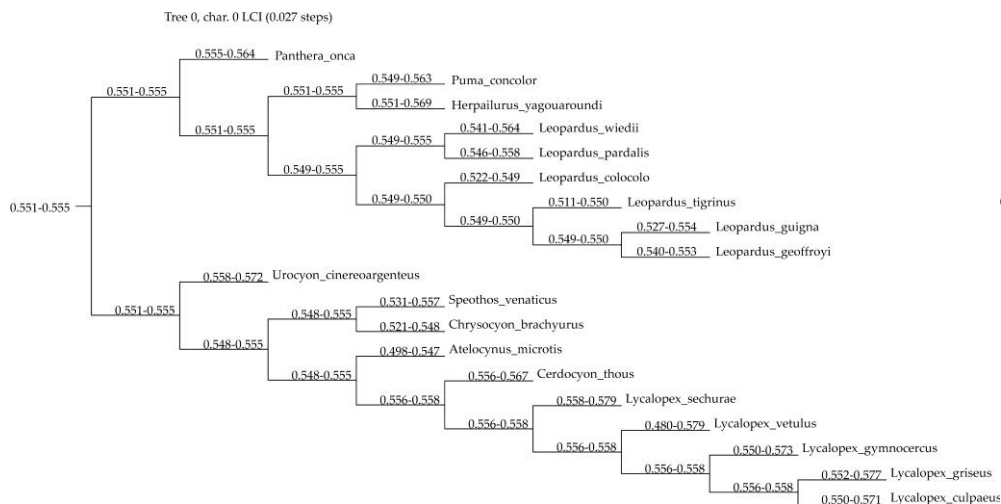 Tree 0, char. 0 LCI (0.027 steps)
0.555-0.564 Panthera_onca
0.549-0.563 Puma_concolor
0.551-0.555 0.551-0.555
0.551-0.569 Herpailurus_yagouaroundi
0.541-0.564 Leopardus_wiedii
0.551-0.555 0.549-0.555
0.546-0.558 Leopardus_pardalis
0.549-0.555
0.522-0.549 Leopardus_colocolo
0.549-0.550
0.511-0.550 Leopardus_tigrinus
0.551-0.555
0.549-0.550
0.527-0.554 Leopardus_guigna
0.549-0.550
0.540-0.553 Leopardus_geoffroyi
0.558-0.572 Urocyon_cinereoargenteus
0.531-0.557 Speothos_venaticus
0.551-0.555 0.548-0.555
0.521-0.548 Chrysocyon_brachyurus
0.548-0.555
0.498-0.547 Atelocynus_microtis
0.548-0.555
0.556-0.567 Cerdocyon_thous
0.556-0.558
0.558-0.579 Lycalopex_sechurae
0.556-0.558
0.480-0.579 Lycalopex_vetulus
0.556-0.558
0.550-0.573 Lycalopex_gymnocercus
0.556-0.558
0.552-0.577 Lycalopex_griseus
0.556-0.558
0.550-0.571 Lycalopex_culpaeus